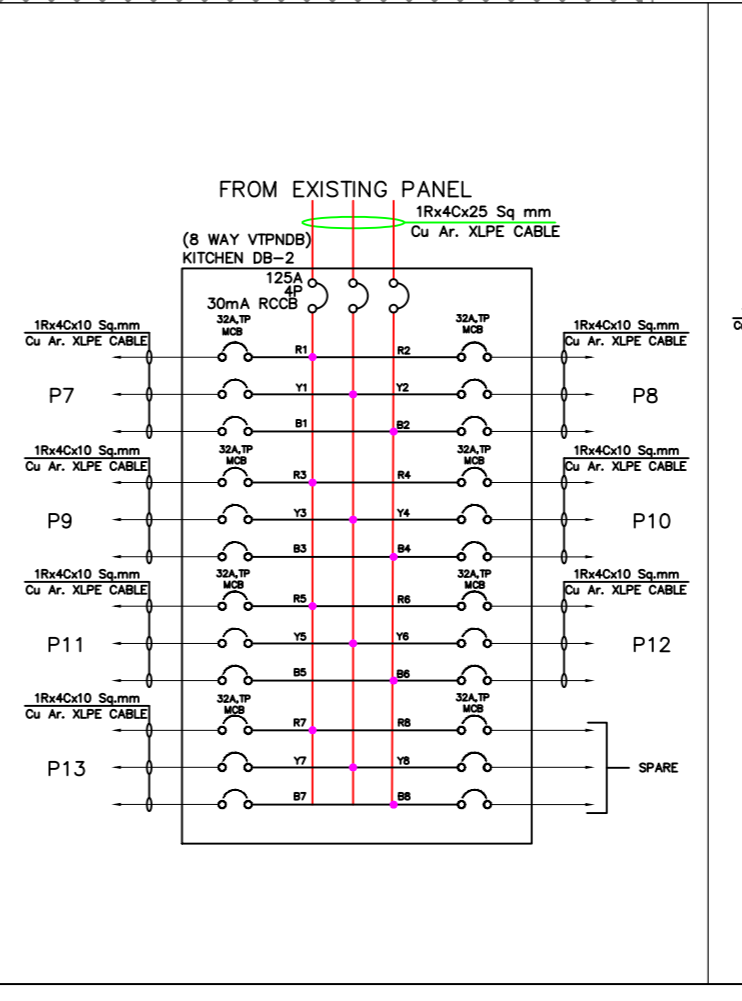 FROM EXISTING PANEL
1Rx4Cx25 Sq mm
Cu Ar. XLPE CABLE
(8 WAY VTPNDB)
KITCHEN DB-2
125A
4P
30mA RCCB
1Rx4Cx10 Sq.mm
Cu Ar. XLPE CABLE
32A,TP
MCB
R1 R2
32A,TP
MCB
1Rx4Cx10 Sq.mm
Cu Ar. XLPE CABLE
P7 Y1 Y2 P8
B1 B2
1Rx4Cx10 Sq.mm
Cu Ar. XLPE CABLE
32A,TP
MCB
R3 R4
32A,TP
MCB
1Rx4Cx10 Sq.mm
Cu Ar. XLPE CABLE
P9 Y3 Y4 P10
B3 B4
1Rx4Cx10 Sq.mm
Cu Ar. XLPE CABLE
32A,TP
MCB
R5 R6
32A,TP
MCB
1Rx4Cx10 Sq.mm
Cu Ar. XLPE CABLE
P11 Y5 Y6 P12
B5 B6
1Rx4Cx10 Sq.mm
Cu Ar. XLPE CABLE
32A,TP
MCB
R7 R8
32A,TP
MCB
P13 Y7 Y8 SPARE
B7 B8